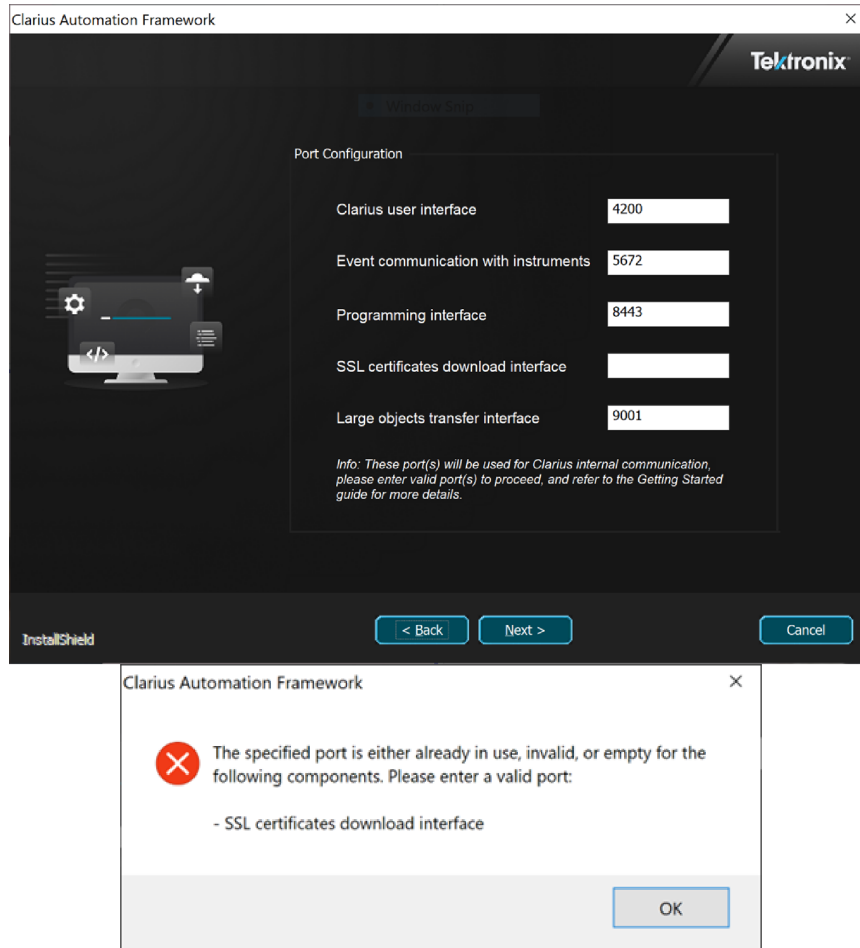 Clarius Automation Framework
Tektronix
Window Snip
Port Configuration
Clarius user interface 4200
Event communication with instruments 5672
Programming interface 8443
SSL certificates download interface
Large objects transfer interface 9001
Info: These port(s) will be used for Clarius internal communication,
please enter valid port(s) to proceed, and refer to the Getting Started
guide for more details.
InstallShield
< Back Next > Cancel
Clarius Automation Framework
The specified port is either already in use, invalid, or empty for the
following components. Please enter a valid port:
- SSL certificates download interface
OK